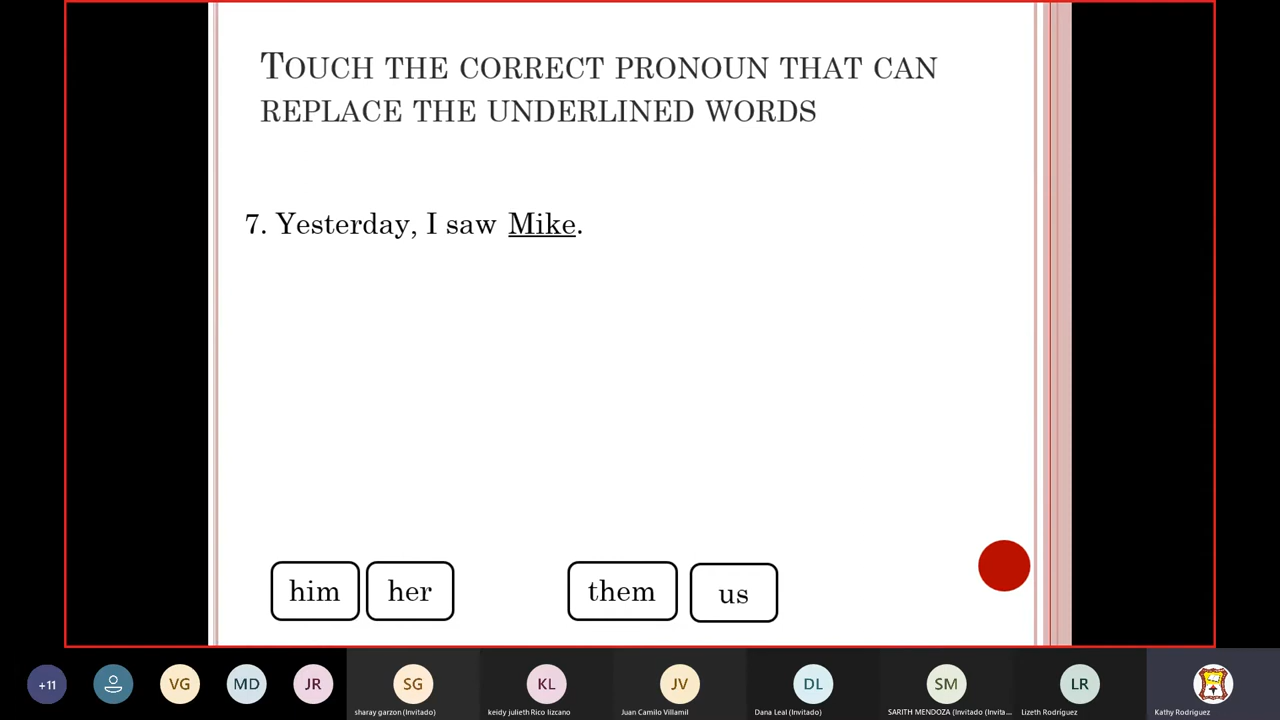 TOUCH THE CORRECT PRONOUN THAT CAN
REPLACE THE UNDERLINED WORDS
7. Yesterday, I saw Mike.
him her them us
+11 VG MD JR SG KL JV DL SM LR
sharay garzon (Invitado) keidy julieth Rico lizcano Juan Camilo Villamil Dana Leal (Invitado) SARITH MENDOZA (Invitado (Invita... Lizeth Rodríguez Kathy Rodriguez